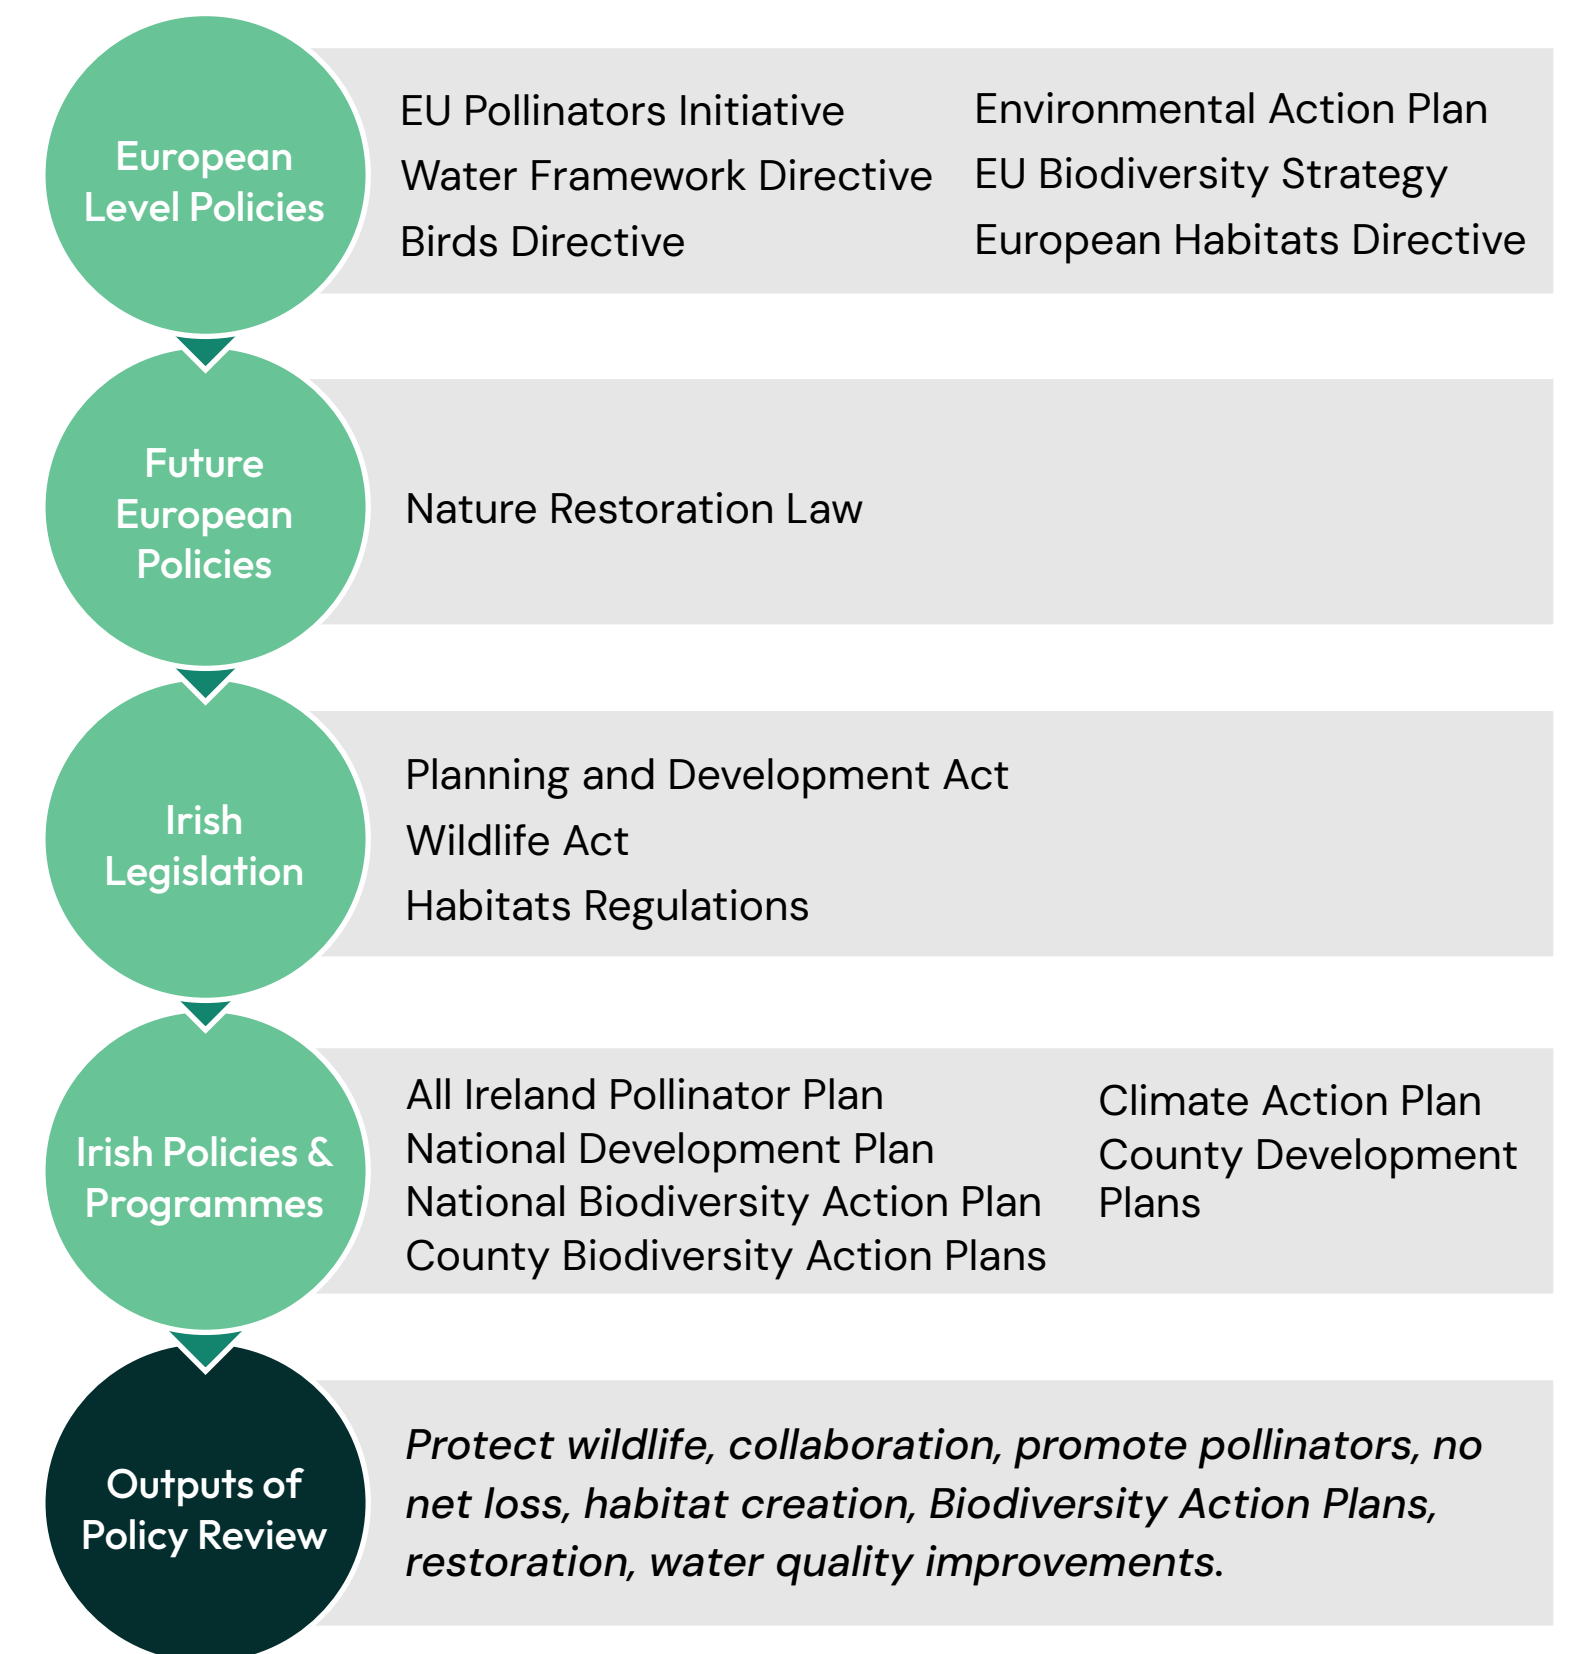 European
Level Policies
EU Pollinators Initiative
Water Framework Directive
Birds Directive
Environmental Action Plan
EU Biodiversity Strategy
European Habitats Directive
Future
European
Policies
Nature Restoration Law
Irish
Legislation
Planning and Development Act
Wildlife Act
Habitats Regulations
Irish Policies &
Programmes
All Ireland Pollinator Plan
National Development Plan
National Biodiversity Action Plan
County Biodiversity Action Plans
Climate Action Plan
County Development
Plans
Outputs of
Policy Review
Protect wildlife, collaboration, promote pollinators, no
net loss, habitat creation, Biodiversity Action Plans,
restoration, water quality improvements.